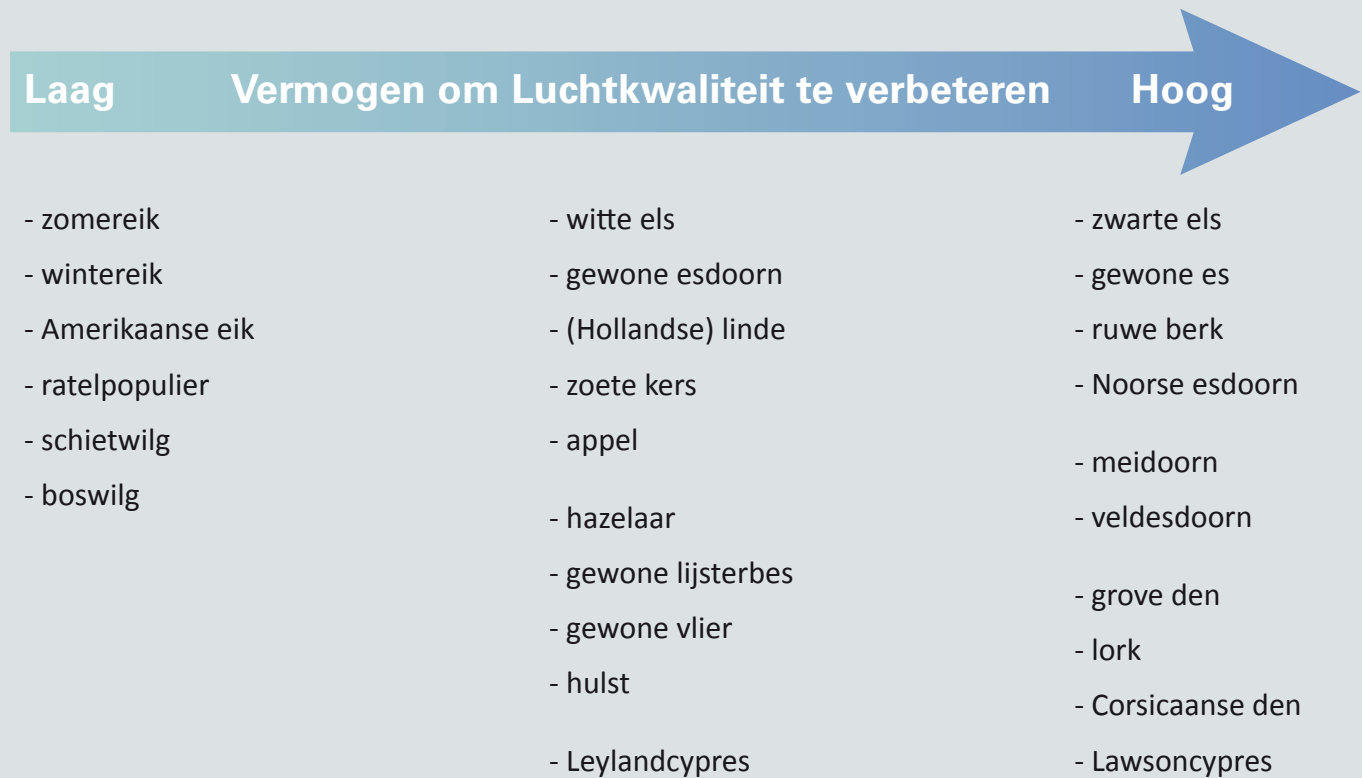 Laag Vermogen om Luchtkwaliteit te verbeteren Hoog
- zomereik
- wintereik
- Amerikaanse eik
- ratelpopulier
- schietwilg
- boswilg
- witte els
- gewone esdoorn
- (Hollandse) linde
- zoete kers
- appel
- hazelaar
- gewone lijsterbes
- gewone vlier
- hulst
- Leylandcypres
- zwarte els
- gewone es
- ruwe berk
- Noorse esdoorn
- meidoorn
- veldesdoorn
- grove den
- lork
- Corsicaanse den
- Lawsoncypres